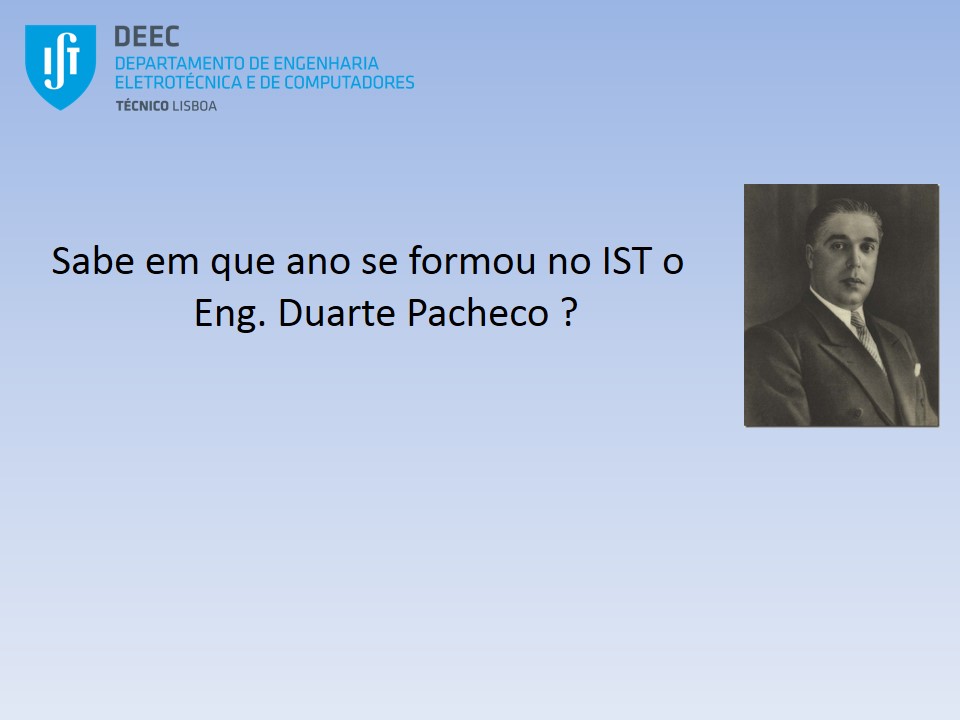 IST
DEEC
DEPARTAMENTO DE ENGENHARIA
ELETROTÉCNICA E DE COMPUTADORES
TÉCNICO LISBOA
Sabe em que ano se formou no IST o
Eng. Duarte Pacheco ?